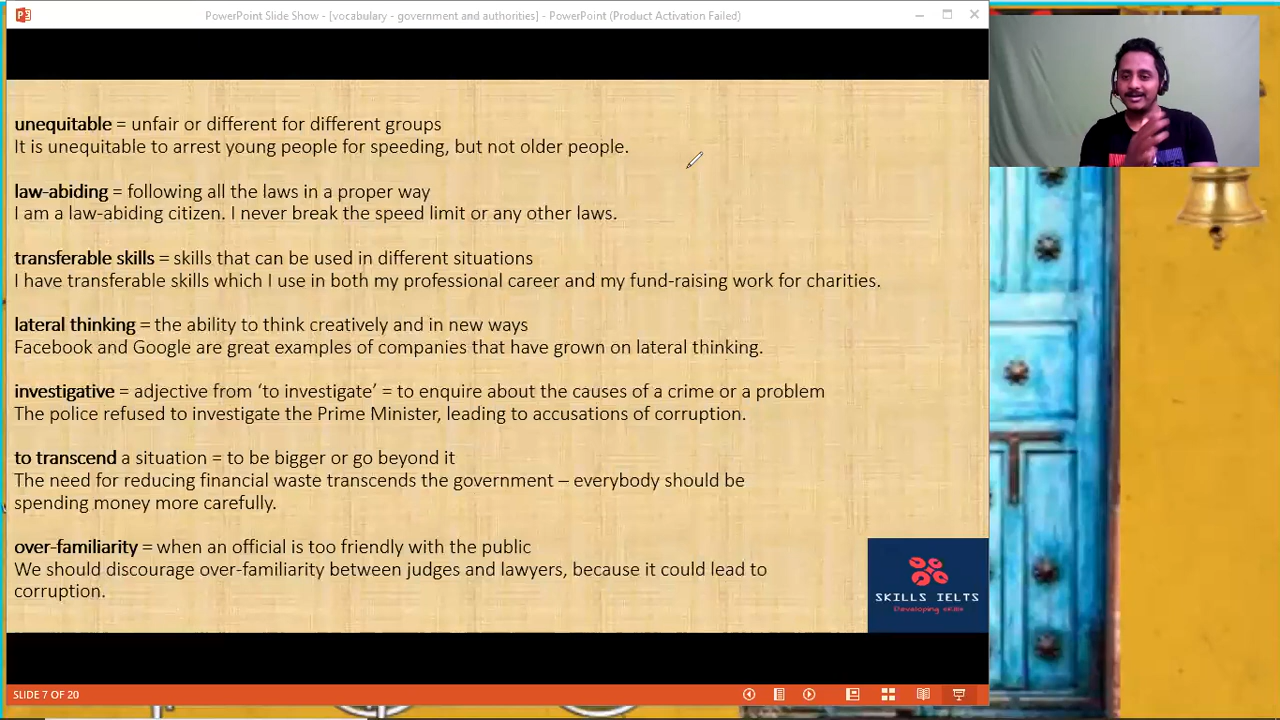 PowerPoint Slide Show - [vocabulary - government and authorities] - PowerPoint (Product Activation Failed)
unequitable = unfair or different for different groups
It is unequitable to arrest young people for speeding, but not older people.
law-abiding = following all the laws in a proper way
I am a law-abiding citizen. I never break the speed limit or any other laws.
transferable skills = skills that can be used in different situations
I have transferable skills which I use in both my professional career and my fund-raising work for charities.
lateral thinking = the ability to think creatively and in new ways
Facebook and Google are great examples of companies that have grown on lateral thinking.
investigative = adjective from ‘to investigate’ = to enquire about the causes of a crime or a problem
The police refused to investigate the Prime Minister, leading to accusations of corruption.
to transcend a situation = to be bigger or go beyond it
The need for reducing financial waste transcends the government – everybody should be
spending money more carefully.
over-familiarity = when an official is too friendly with the public
We should discourage over-familiarity between judges and lawyers, because it could lead to
corruption.
SKILLS IELTS
Developing skills
SLIDE 7 OF 20